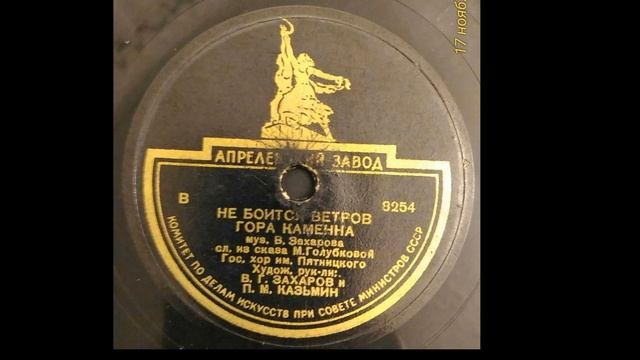 17 нояб
АПРЕЛЕВСКИЙ ЗАВОД
В 8254
НЕ БОИТСЯ ВЕТРОВ
ГОРА КАМЕННА
муз. В. Захарова
сл. из сказа М. Голубковой
Гос. хор им. Пятницкого
Худож. рук-ли:
В. Г. ЗАХАРОВ и
П. М. КАЗЬМИН
КОМИТЕТ ПО ДЕЛАМ ИСКУССТВ ПРИ СОВЕТЕ МИНИСТРОВ СССР